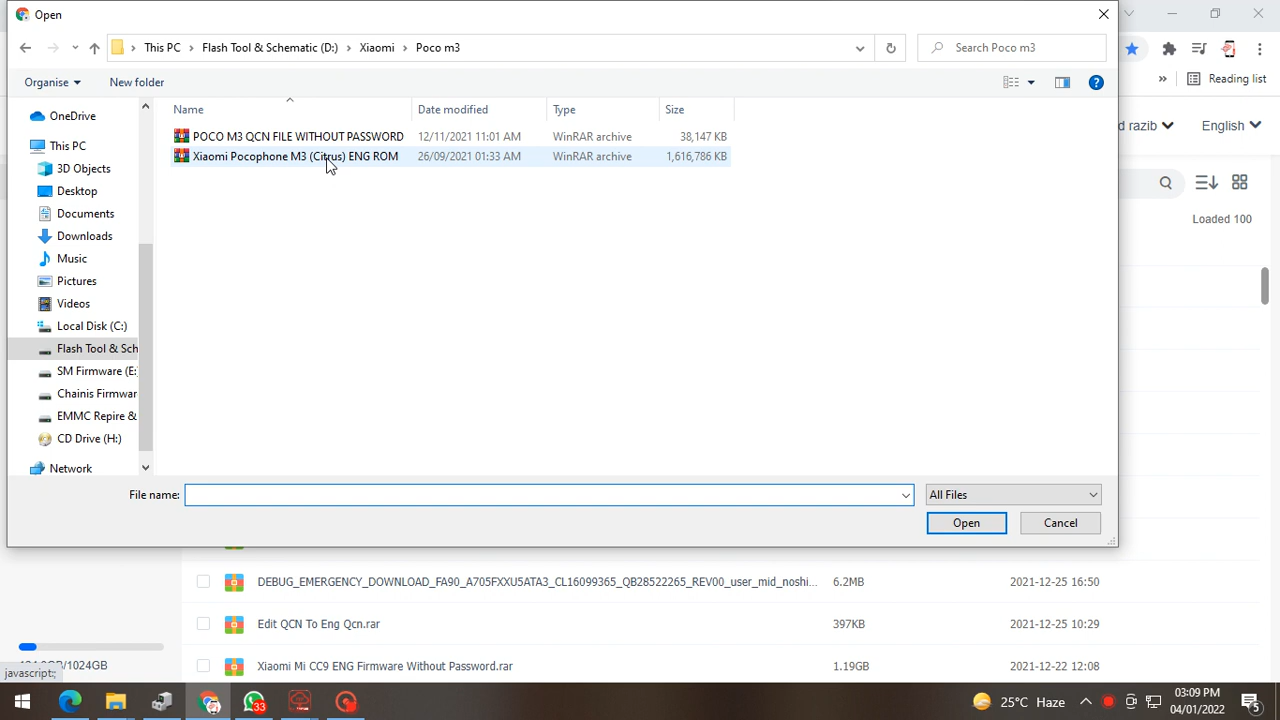 Open
This PC > Flash Tool & Schematic (D:) > Xiaomi > Poco m3
Search Poco m3
Organise
New folder
Reading list
OneDrive
This PC
3D Objects
Desktop
Documents
Downloads
Music
Pictures
Videos
Local Disk (C:)
Flash Tool & Sch
SM Firmware (E:
Chainis Firmwar
EMMC Repire &
CD Drive (H:)
Network
Name Date modified Type Size
POCO M3 QCN FILE WITHOUT PASSWORD 12/11/2021 11:01 AM WinRAR archive 38,147 KB
Xiaomi Pocophone M3 (Citrus) ENG ROM 26/09/2021 01:33 AM WinRAR archive 1,616,786 KB
d razib English
Loaded 100
File name:
All Files
Open Cancel
DEBUG_EMERGENCY_DOWNLOAD_FA90_A705FXXU5ATA3_CL16099365_QB28522265_REV00_user_mid_noshi... 6.2MB 2021-12-25 16:50
Edit QCN To Eng Qcn.rar 397KB 2021-12-25 10:29
Xiaomi Mi CC9 ENG Firmware Without Password.rar 1.19GB 2021-12-22 12:08
/1024GB
javascript:;
33
25°C Haze
03:09 PM
04/01/2022
5